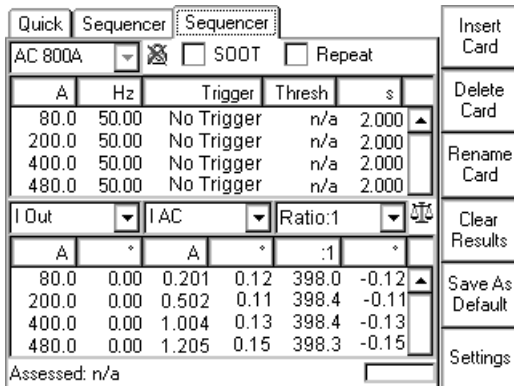 Quick Sequencer Sequencer
AC 800A SOOT Repeat
A Hz Trigger Thresh s
80.0 50.00 No Trigger n/a 2.000
200.0 50.00 No Trigger n/a 2.000
400.0 50.00 No Trigger n/a 2.000
480.0 50.00 No Trigger n/a 2.000
I Out I AC Ratio:1
A ° A ° :1 °
80.0 0.00 0.201 0.12 398.0 -0.12
200.0 0.00 0.502 0.11 398.4 -0.11
400.0 0.00 1.004 0.13 398.4 -0.13
480.0 0.00 1.205 0.15 398.3 -0.15
Assessed: n/a
Insert
Card
Delete
Card
Rename
Card
Clear
Results
Save As
Default
Settings